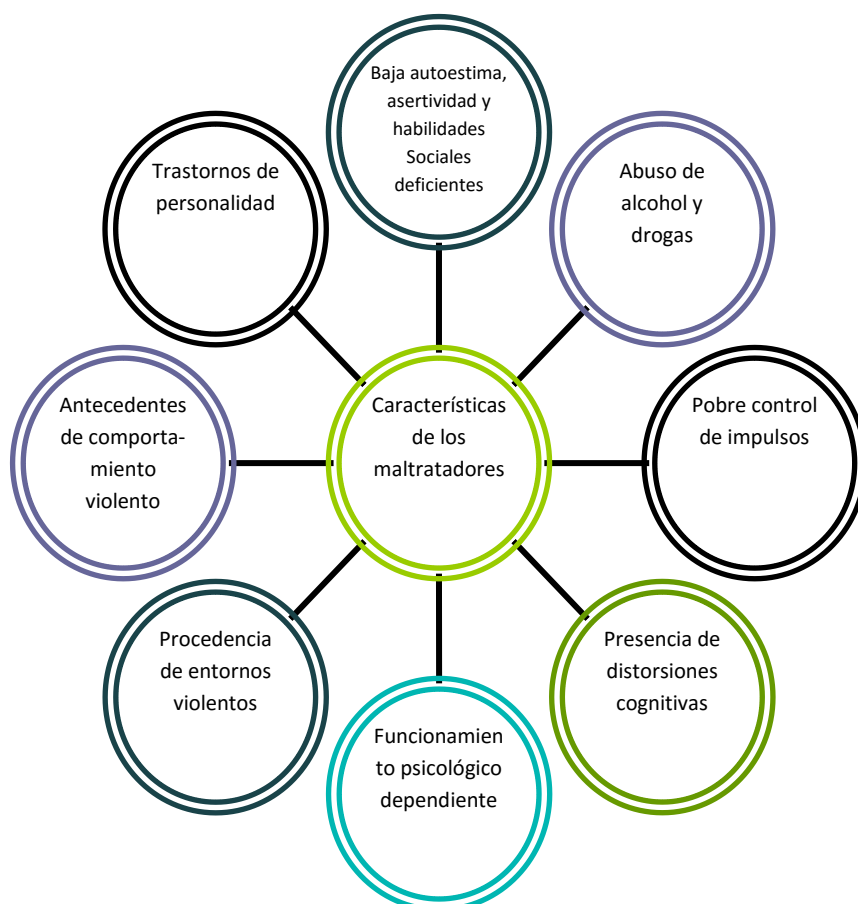 Baja autoestima,
asertividad y
habilidades
Sociales
deficientes
Abuso de
alcohol y
drogas
Pobre control
de impulsos
Presencia de
distorsiones
cognitivas
Funcionamien
to psicológico
dependiente
Procedencia
de entornos
violentos
Antecedentes
de comporta-
miento
violento
Trastornos de
personalidad
Características
de los
maltratadores